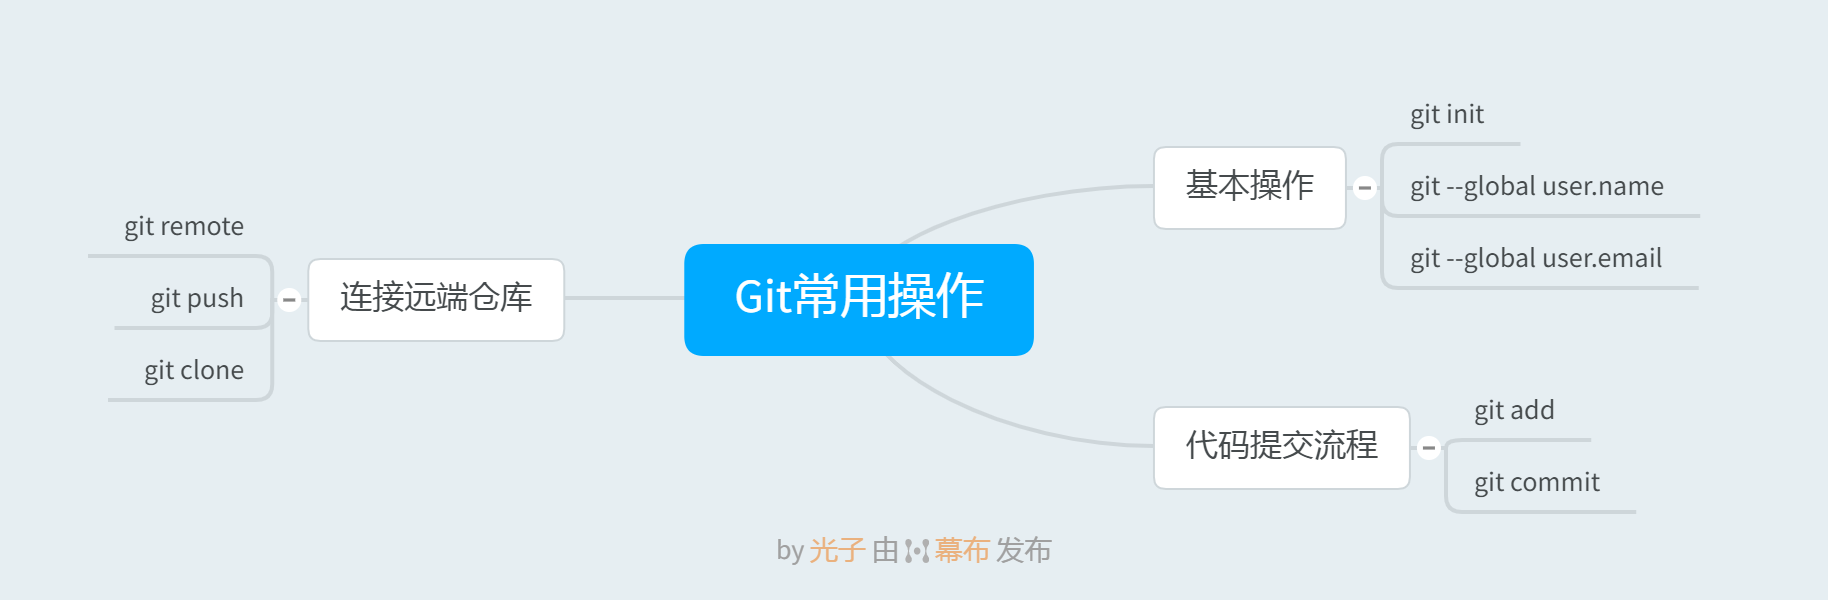 Git常用操作
基本操作
git init
git --global user.name
git --global user.email
代码提交流程
git add
git commit
连接远端仓库
git remote
git push
git clone
by 光子 由 幕布 发布